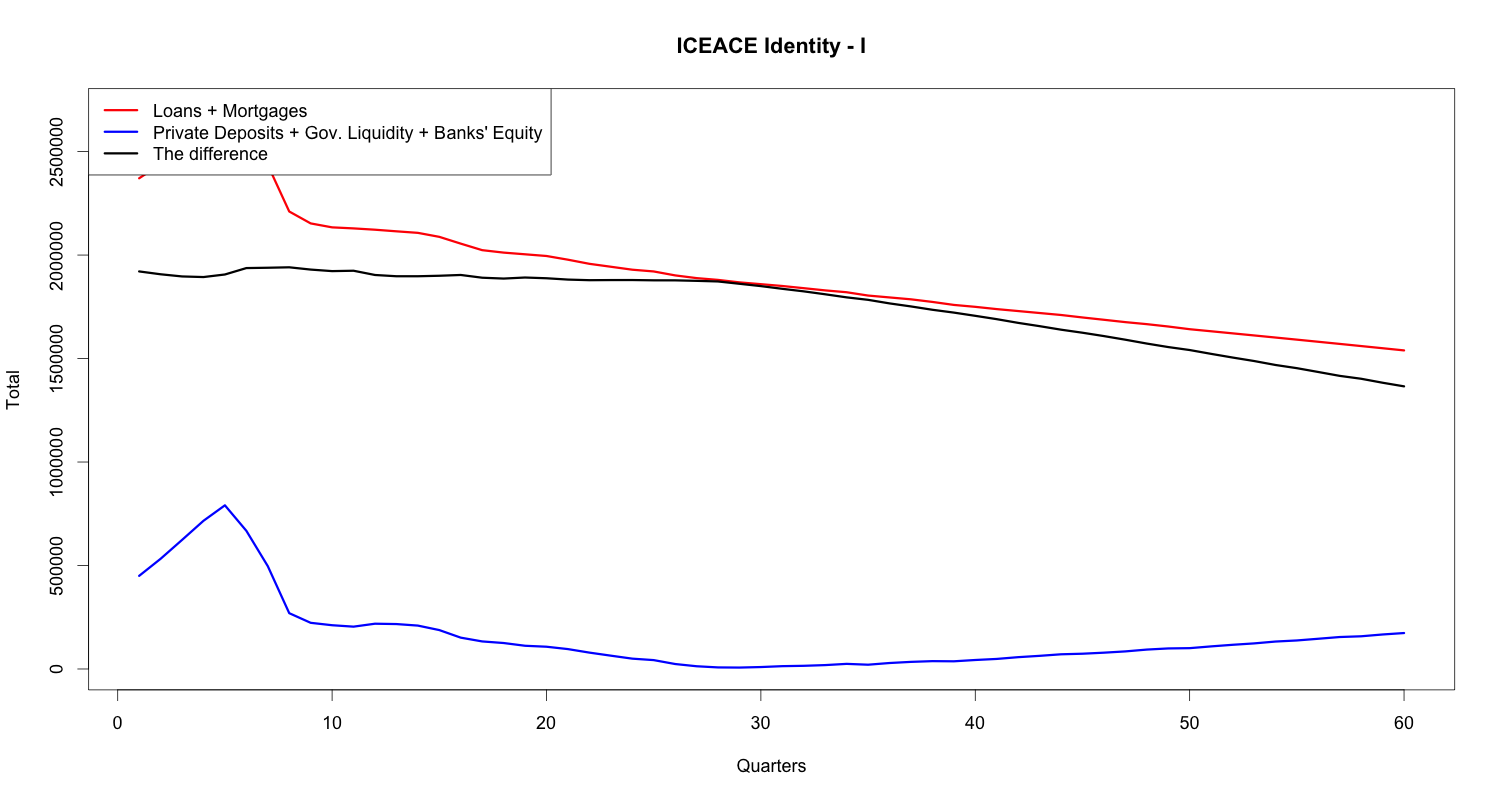 ICEACE Identity - I
Loans + Mortgages
Private Deposits + Gov. Liquidity + Banks' Equity
The difference
2500000
2000000
1500000
1000000
500000
0
Total
0 10 20 30 40 50 60
Quarters